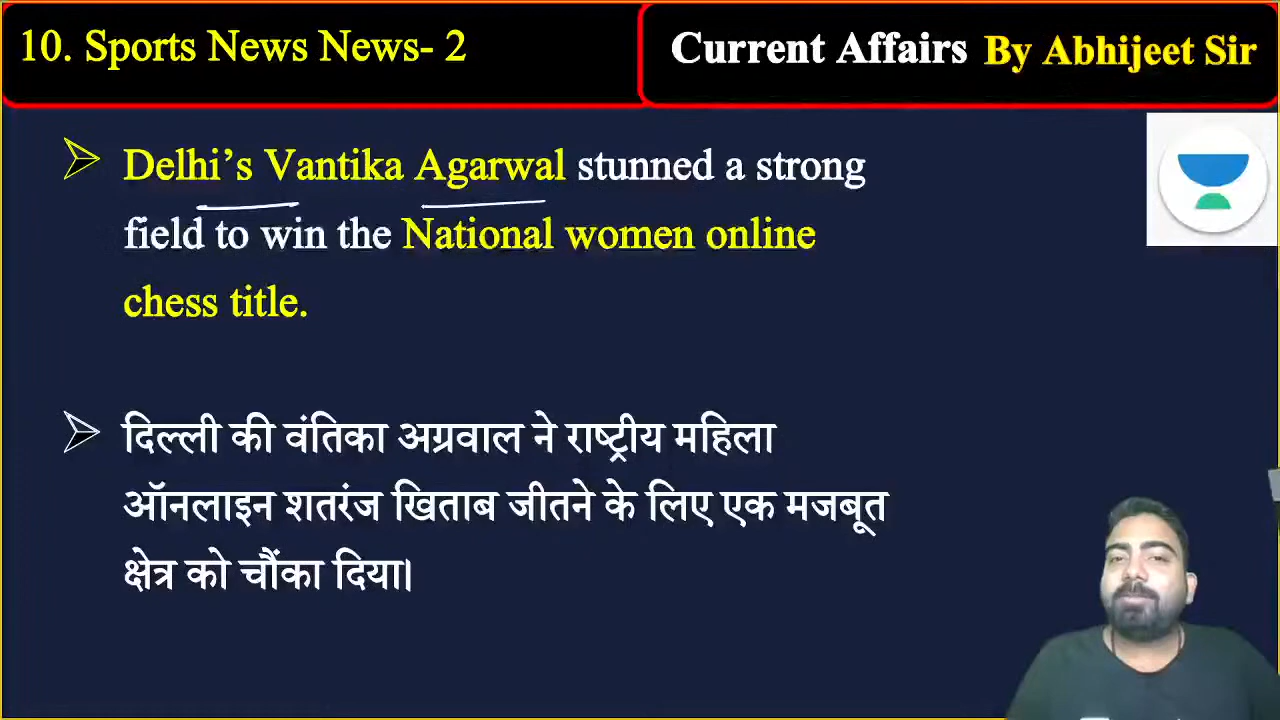 10. Sports News News- 2
Current Affairs By Abhijeet Sir
Delhi’s Vantika Agarwal stunned a strong
field to win the National women online
chess title.
दिल्ली की वंतिका अग्रवाल ने राष्ट्रीय महिला
ऑनलाइन शतरंज खिताब जीतने के लिए एक मजबूत
क्षेत्र को चौंका दिया।